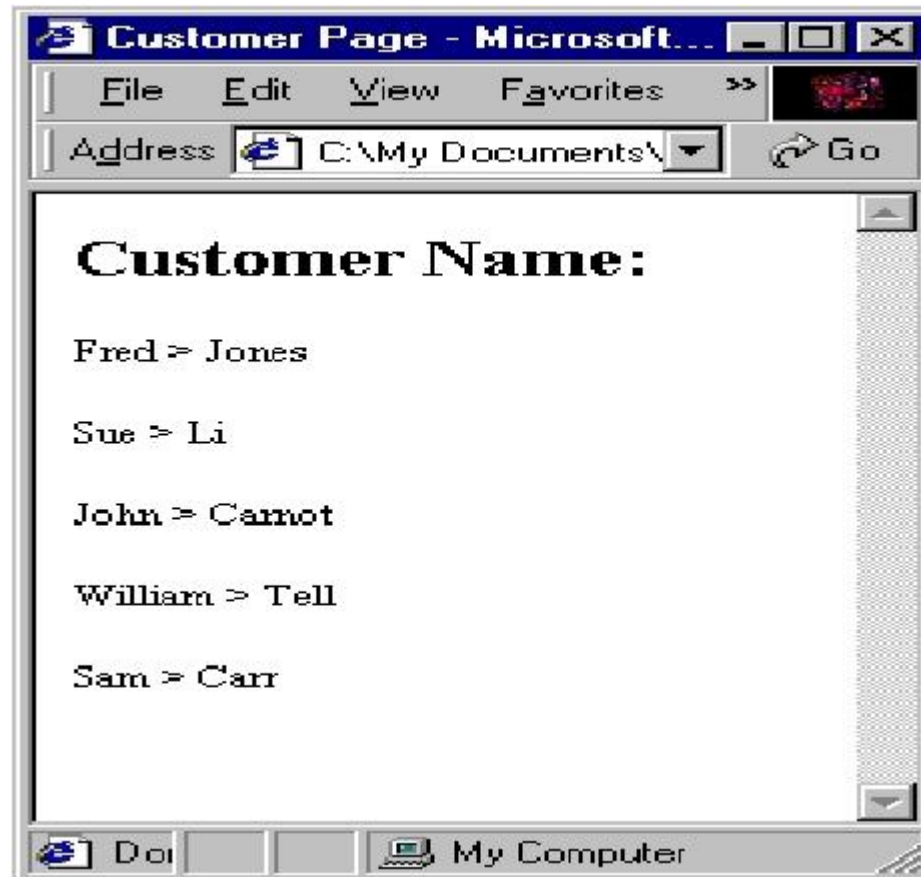 Customer Page - Microsoft...
File Edit View Favorites »
Address C:\My Documents\ Go
Customer Name:
Fred > Jones
Sue > Li
John > Carnot
William > Tell
Sam > Carr
My Computer